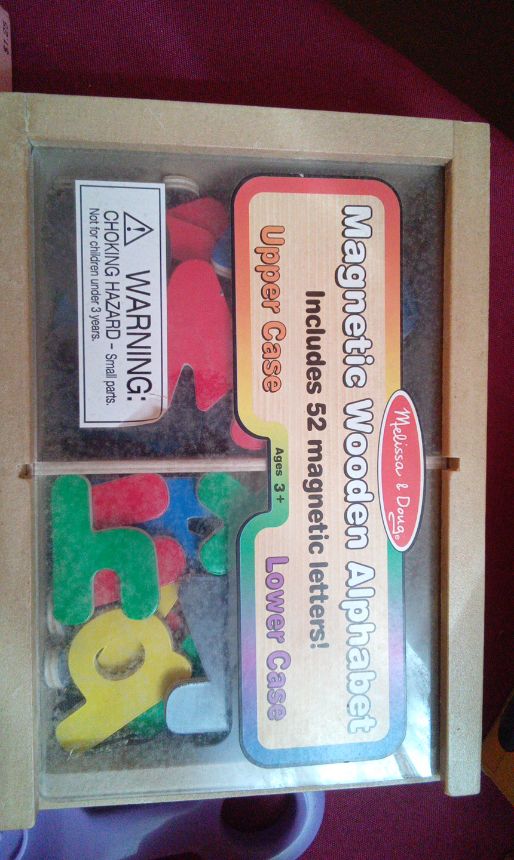 Melissa & Doug®
Magnetic Wooden Alphabet
Includes 52 magnetic letters!
Upper Case
Ages 3+
Lower Case
WARNING:
CHOKING HAZARD - Small parts.
Not for children under 3 years.